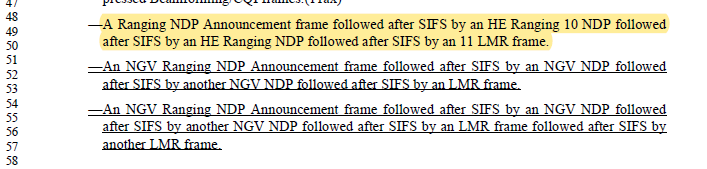 47 pressed Beamforming/CQI frames.(11ax)
48 —A Ranging NDP Announcement frame followed after SIFS by an HE Ranging 10 NDP followed
49
50 after SIFS by an HE Ranging NDP followed after SIFS by an 11 LMR frame.
51
52 —An NGV Ranging NDP Announcement frame followed after SIFS by an NGV NDP followed
53 after SIFS by another NGV NDP followed after SIFS by an LMR frame.
54
55 —An NGV Ranging NDP Announcement frame followed after SIFS by an NGV NDP followed
56 after SIFS by another NGV NDP followed after SIFS by an LMR frame followed after SIFS by
57 another LMR frame.
58